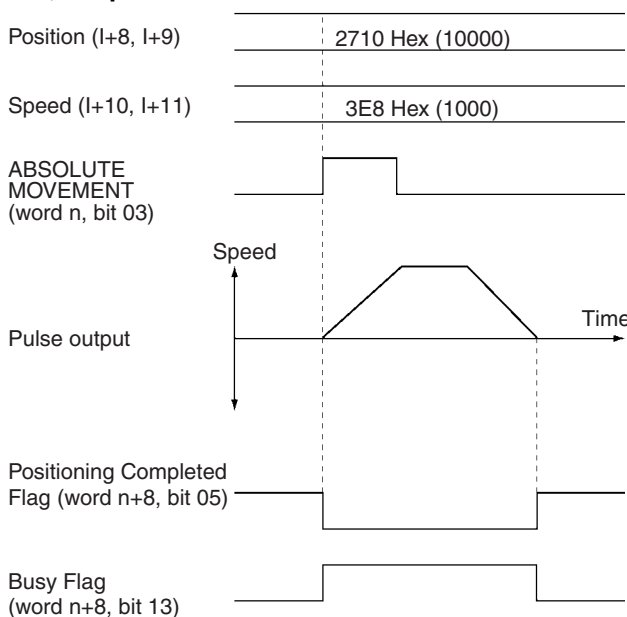 Position (I+8, I+9)
2710 Hex (10000)
Speed (I+10, I+11)
3E8 Hex (1000)
ABSOLUTE
MOVEMENT
(word n, bit 03)
Speed
Time
Pulse output
Positioning Completed
Flag (word n+8, bit 05)
Busy Flag
(word n+8, bit 13)